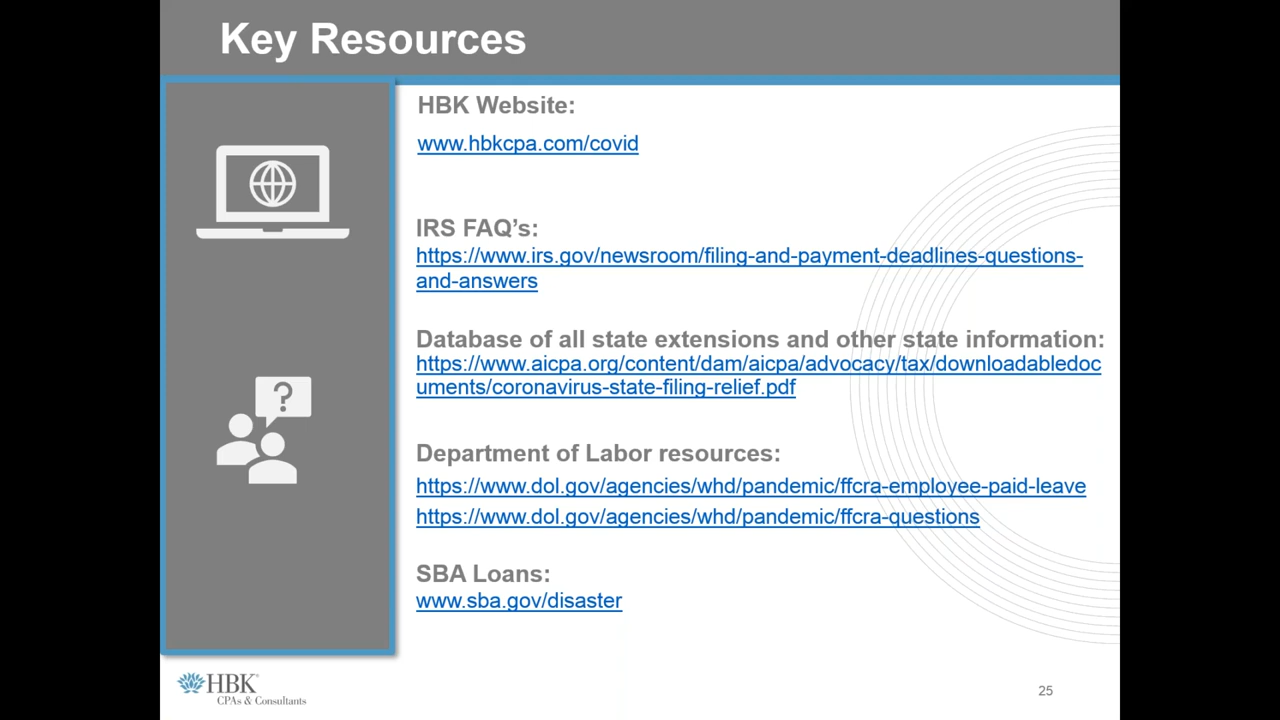 Key Resources
HBK Website:
www.hbkcpa.com/covid
IRS FAQ’s:
https://www.irs.gov/newsroom/filing-and-payment-deadlines-questions-
and-answers
Database of all state extensions and other state information:
https://www.aicpa.org/content/dam/aicpa/advocacy/tax/downloadabledoc
uments/coronavirus-state-filing-relief.pdf
Department of Labor resources:
https://www.dol.gov/agencies/whd/pandemic/ffcra-employee-paid-leave
https://www.dol.gov/agencies/whd/pandemic/ffcra-questions
SBA Loans:
www.sba.gov/disaster
?
HBK
CPAs & Consultants
25